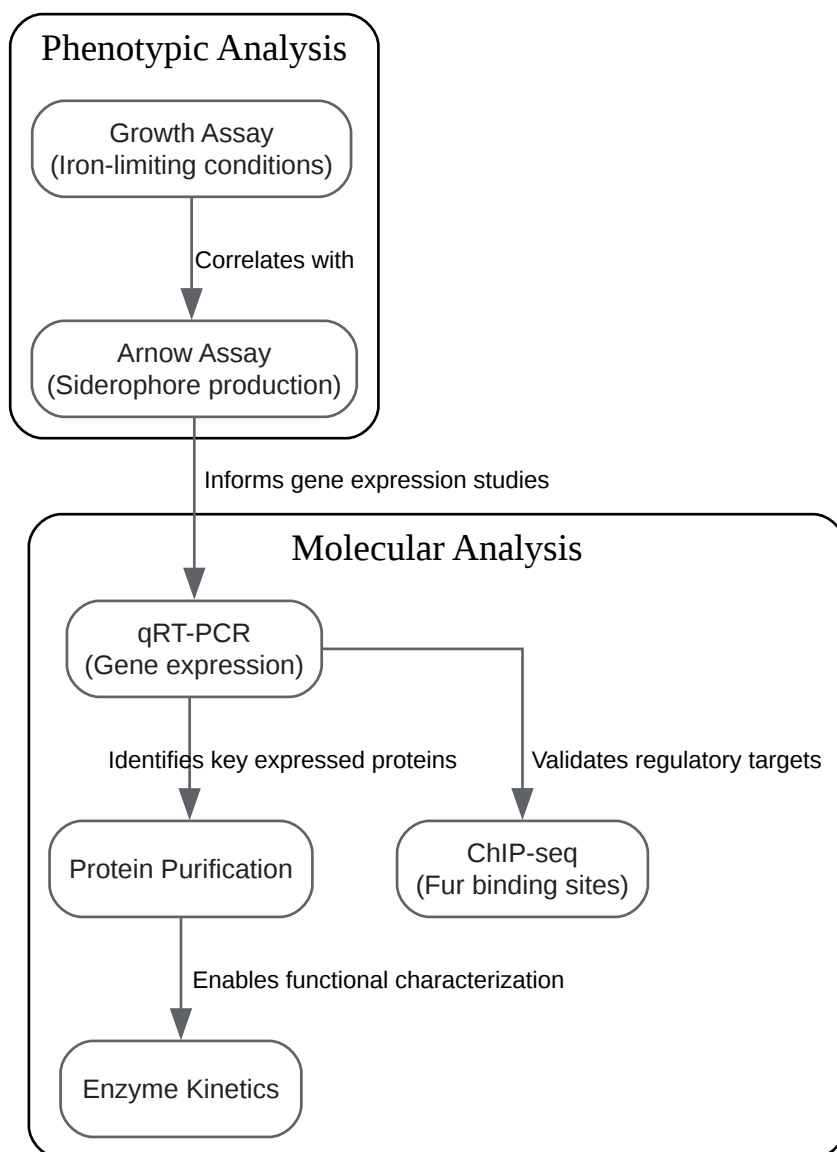 Phenotypic Analysis
Growth Assay
(Iron-limiting conditions)
Correlates with
Arnow Assay
(Siderophore production)
Informs gene expression studies
Molecular Analysis
qRT-PCR
(Gene expression)
Identifies key expressed proteins
Validates regulatory targets
Protein Purification
ChIP-seq
(Fur binding sites)
Enables functional characterization
Enzyme Kinetics